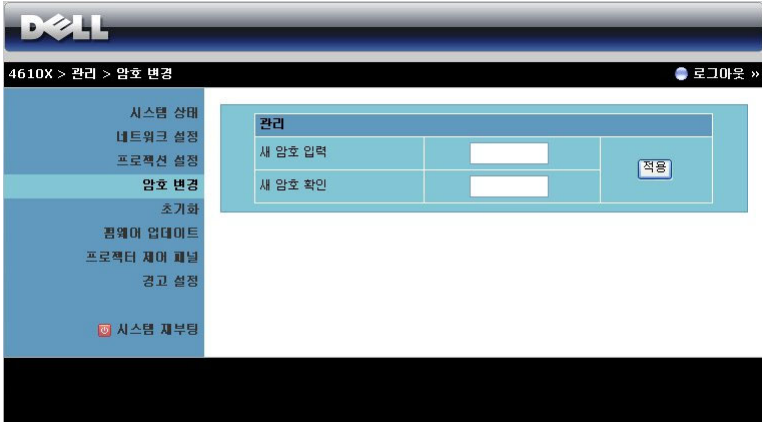 DELL
4610X > 관리 > 암호 변경
로그아웃 »
시스템 상태
네트워크 설정
프로젝션 설정
암호 변경
초기화
펌웨어 업데이트
프로젝터 제어 패널
경고 설정
시스템 재부팅
관리
새 암호 입력
새 암호 확인
적용